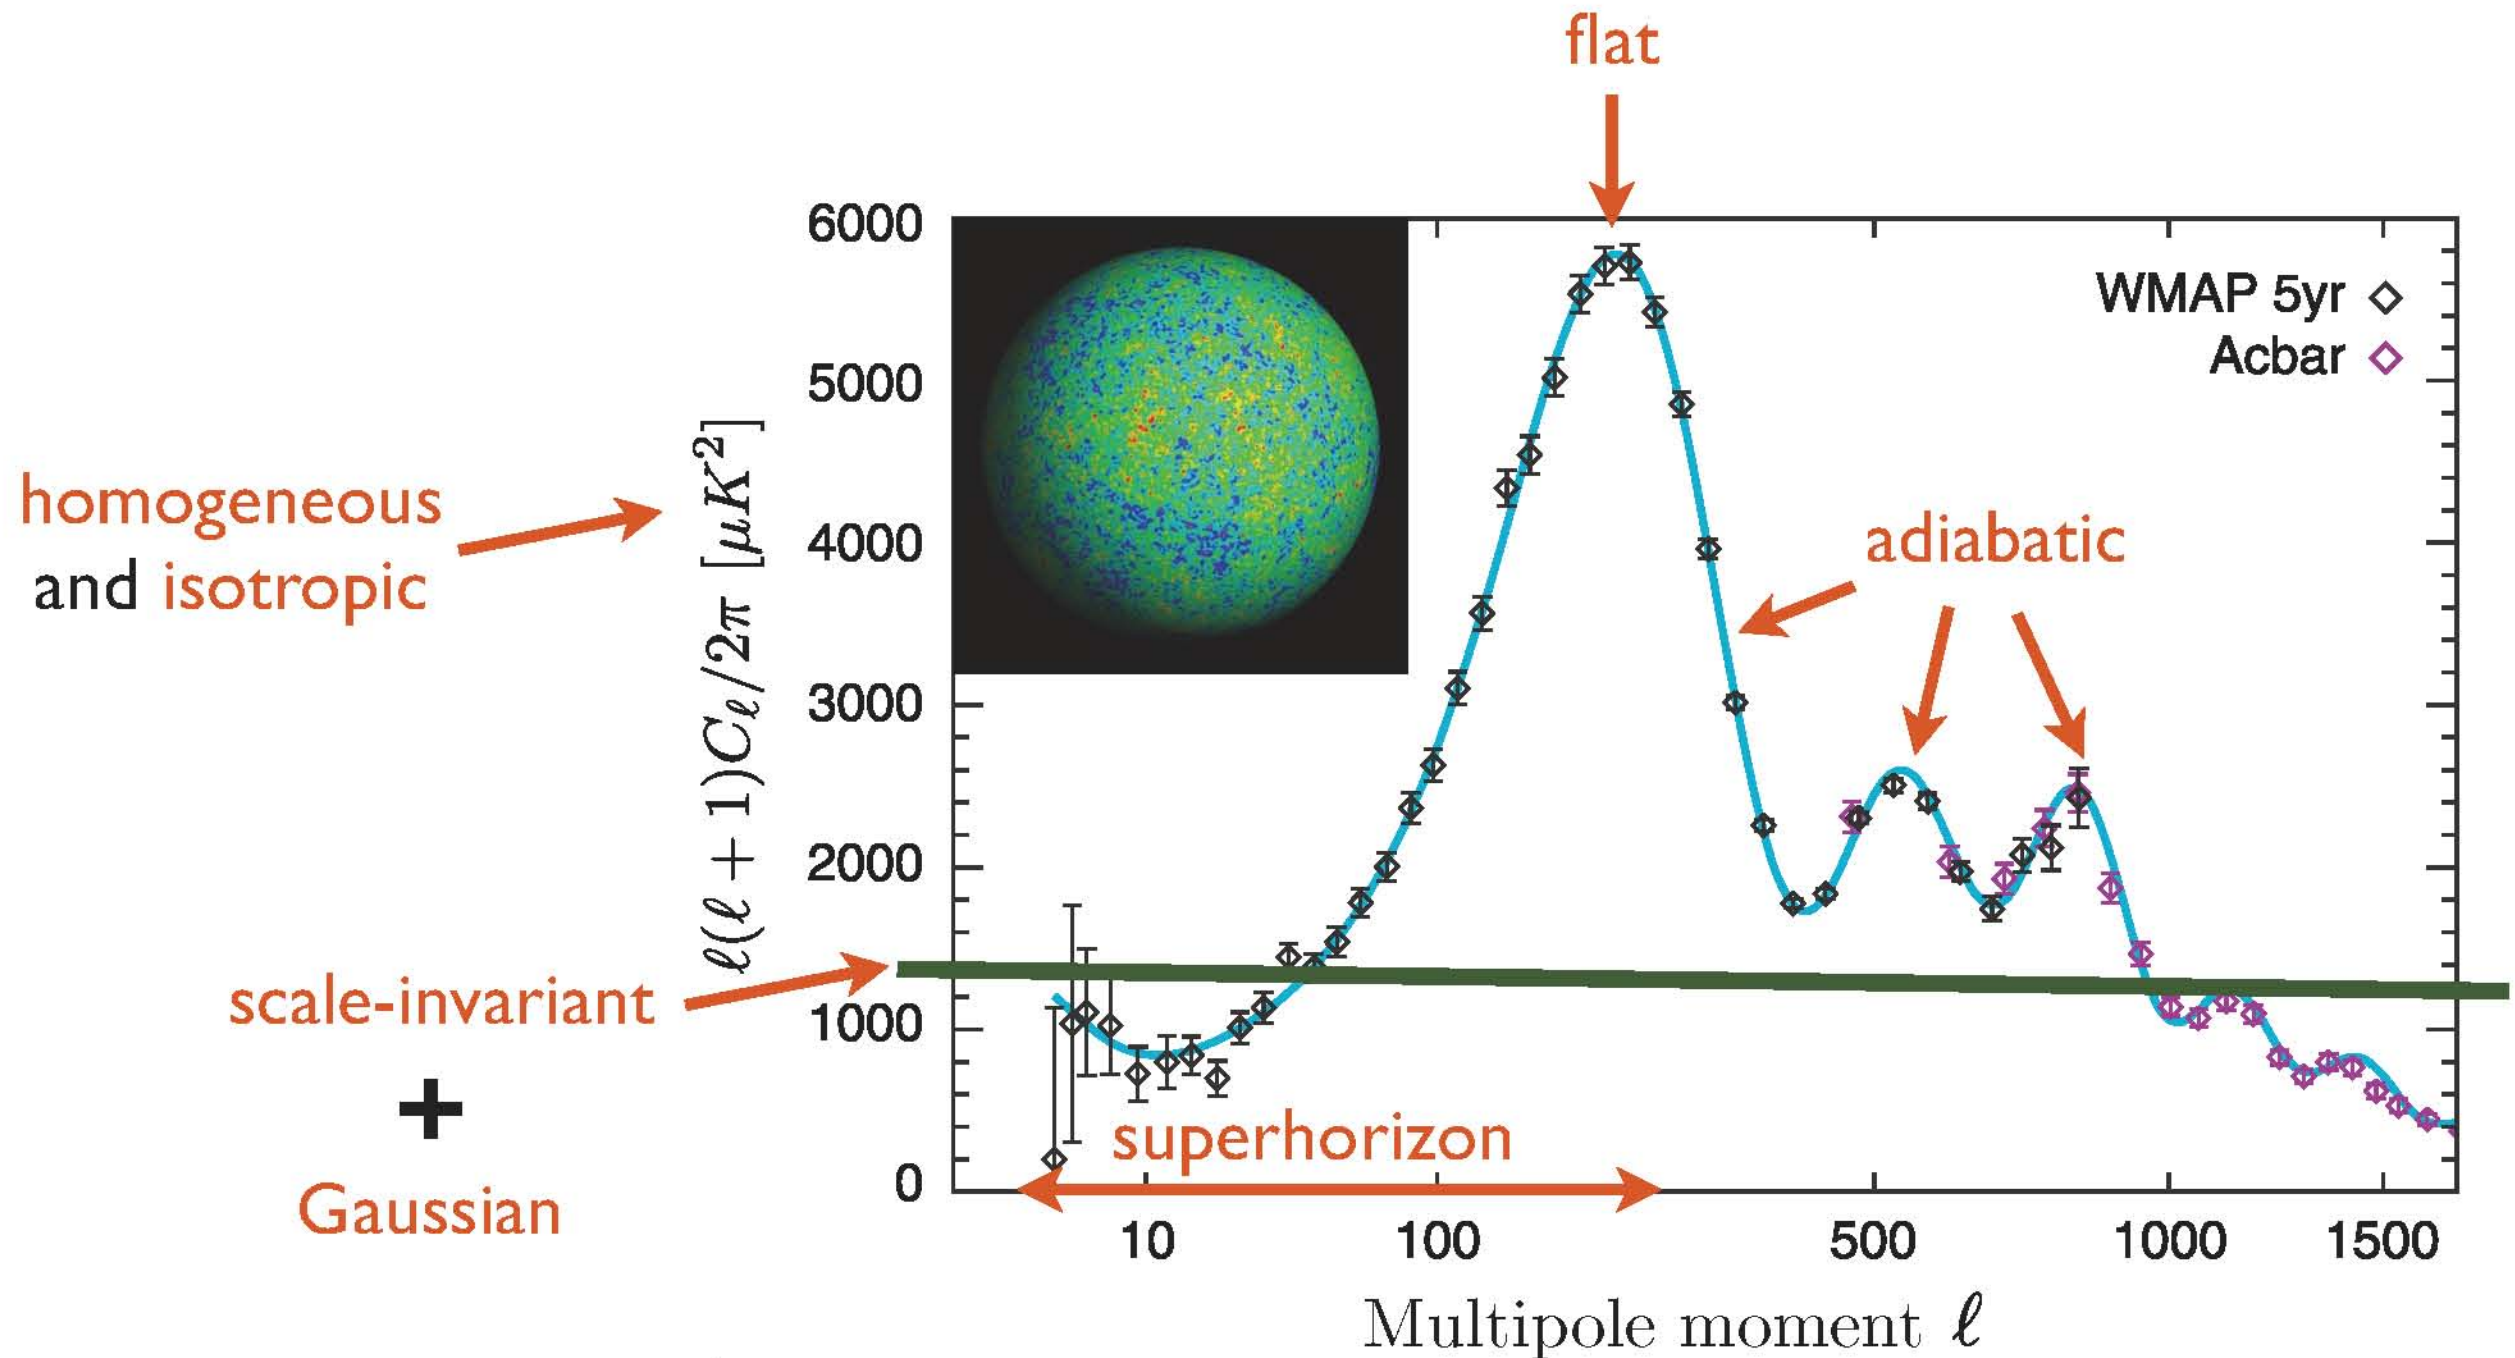 flat
6000
5000
4000
3000
2000
1000
0
ℓ(ℓ + 1)Cℓ/2π [μK²]
WMAP 5yr
Acbar
homogeneous
and isotropic
adiabatic
scale-invariant
+
Gaussian
superhorizon
10 100 500 1000 1500
Multipole moment ℓ